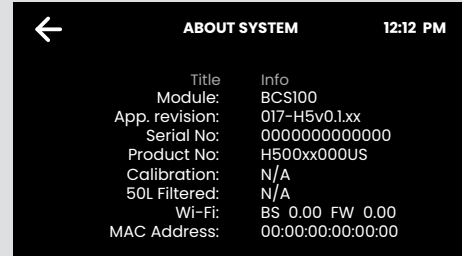 ABOUT SYSTEM 12:12 PM
Title Info
Module: BCS100
App. revision: 017-H5v0.1.xx
Serial No: 0000000000000
Product No: H500xx000US
Calibration: N/A
50L Filtered: N/A
Wi-Fi: BS 0.00 FW 0.00
MAC Address: 00:00:00:00:00:00